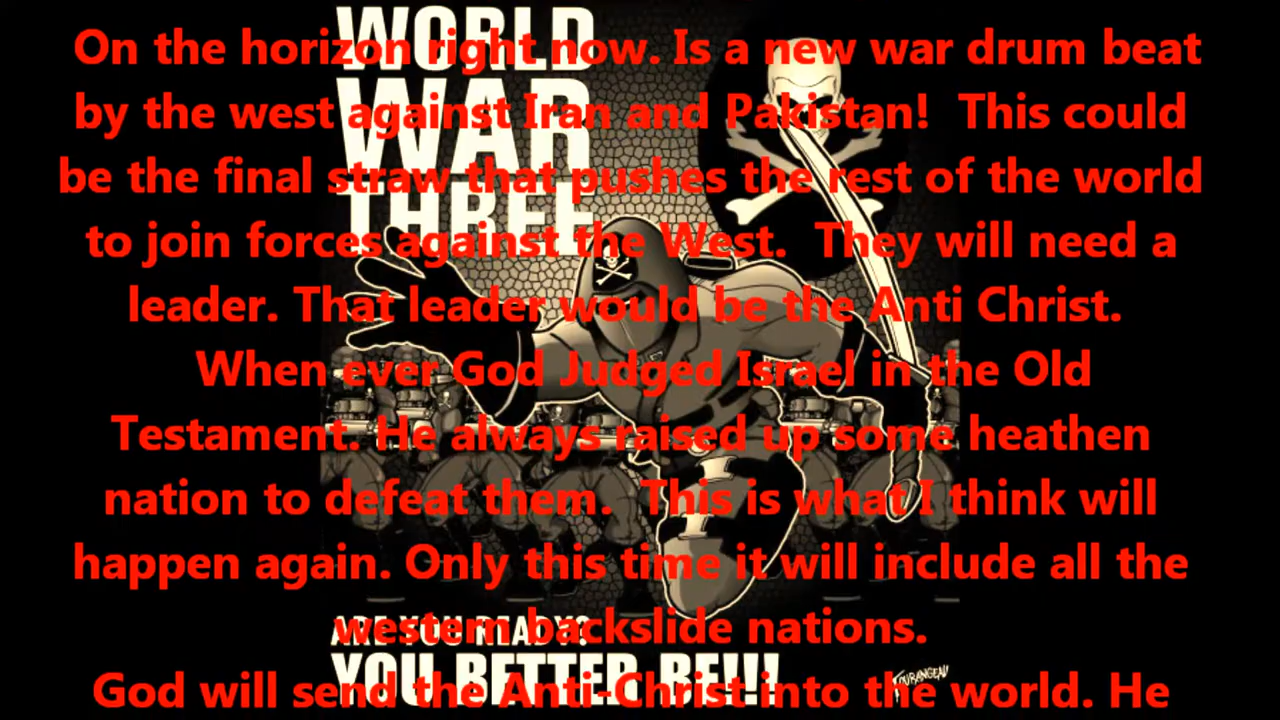 WORLD
On the horizon right now. Is a new war drum beat
WAR
by the west against Iran and Pakistan! This could
be the final straw that pushes the rest of the world
THREE
to join forces against the West. They will need a
leader. That leader would be the Anti Christ.
When ever God Judged Israel in the Old
Testament. He always raised up some heathen
nation to defeat them. This is what I think will
happen again. Only this time it will include all the
western backslide nations.
ARE YOU READY?
YOU BETTER BE!!!
God will send the Anti-Christ into the world. He
TOURANGEAU